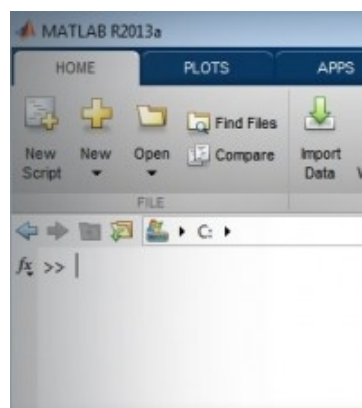 MATLAB R2013a
HOME PLOTS APPS
New Script New Open Find Files Compare Import Data
FILE
C:
fx >>